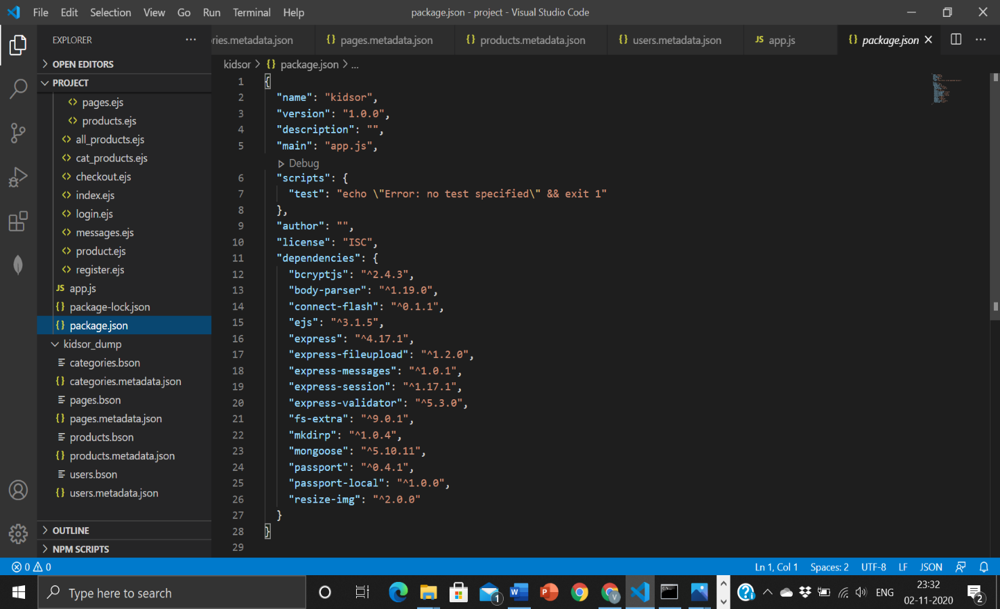 File Edit Selection View Go Run Terminal Help
package.json - project - Visual Studio Code
EXPLORER
ries.metadata.json
{} pages.metadata.json
{} products.metadata.json
{} users.metadata.json
JS app.js
{} package.json
OPEN EDITORS
PROJECT
pages.ejs
products.ejs
all_products.ejs
cat_products.ejs
checkout.ejs
index.ejs
login.ejs
messages.ejs
product.ejs
register.ejs
JS app.js
{} package-lock.json
{} package.json
kidsor_dump
categories.bson
{} categories.metadata.json
pages.bson
{} pages.metadata.json
products.bson
{} products.metadata.json
users.bson
{} users.metadata.json
OUTLINE
NPM SCRIPTS
kidsor > {} package.json > ...
1 {
2 "name": "kidsor",
3 "version": "1.0.0",
4 "description": "",
5 "main": "app.js",
Debug
6 "scripts": {
7 "test": "echo \"Error: no test specified\" && exit 1"
8 },
9 "author": "",
10 "license": "ISC",
11 "dependencies": {
12 "bcryptjs": "^2.4.3",
13 "body-parser": "^1.19.0",
14 "connect-flash": "^0.1.1",
15 "ejs": "^3.1.5",
16 "express": "^4.17.1",
17 "express-fileupload": "^1.2.0",
18 "express-messages": "^1.0.1",
19 "express-session": "^1.17.1",
20 "express-validator": "^5.3.0",
21 "fs-extra": "^9.0.1",
22 "mkdirp": "^1.0.4",
23 "mongoose": "^5.10.11",
24 "passport": "^0.4.1",
25 "passport-local": "^1.0.0",
26 "resize-img": "^2.0.0"
27 }
28 }
29
0 0
Ln 1, Col 1 Spaces: 2 UTF-8 LF JSON
Type here to search
1
W
P
V
ENG
23:32
02-11-2020
2